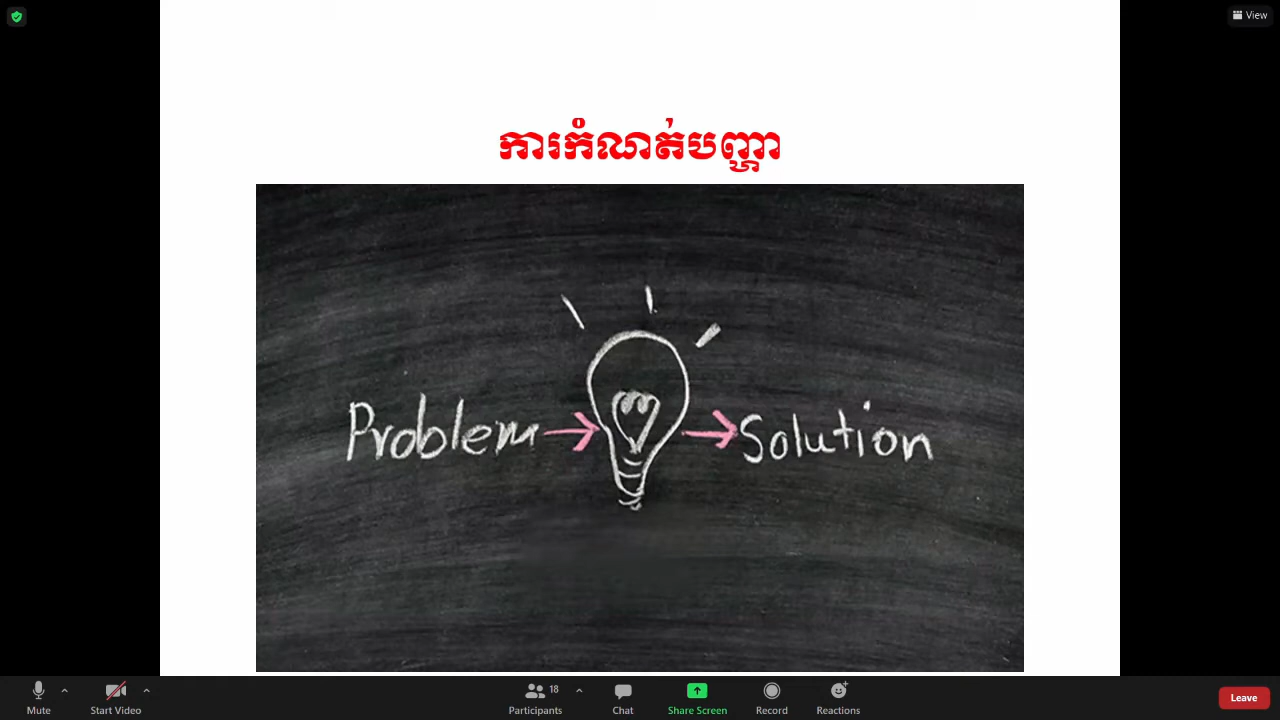 View
ការកំណត់បញ្ហា
Problem → Solution
Mute
Start Video
Participants 18
Chat
Share Screen
Record
Reactions
Leave